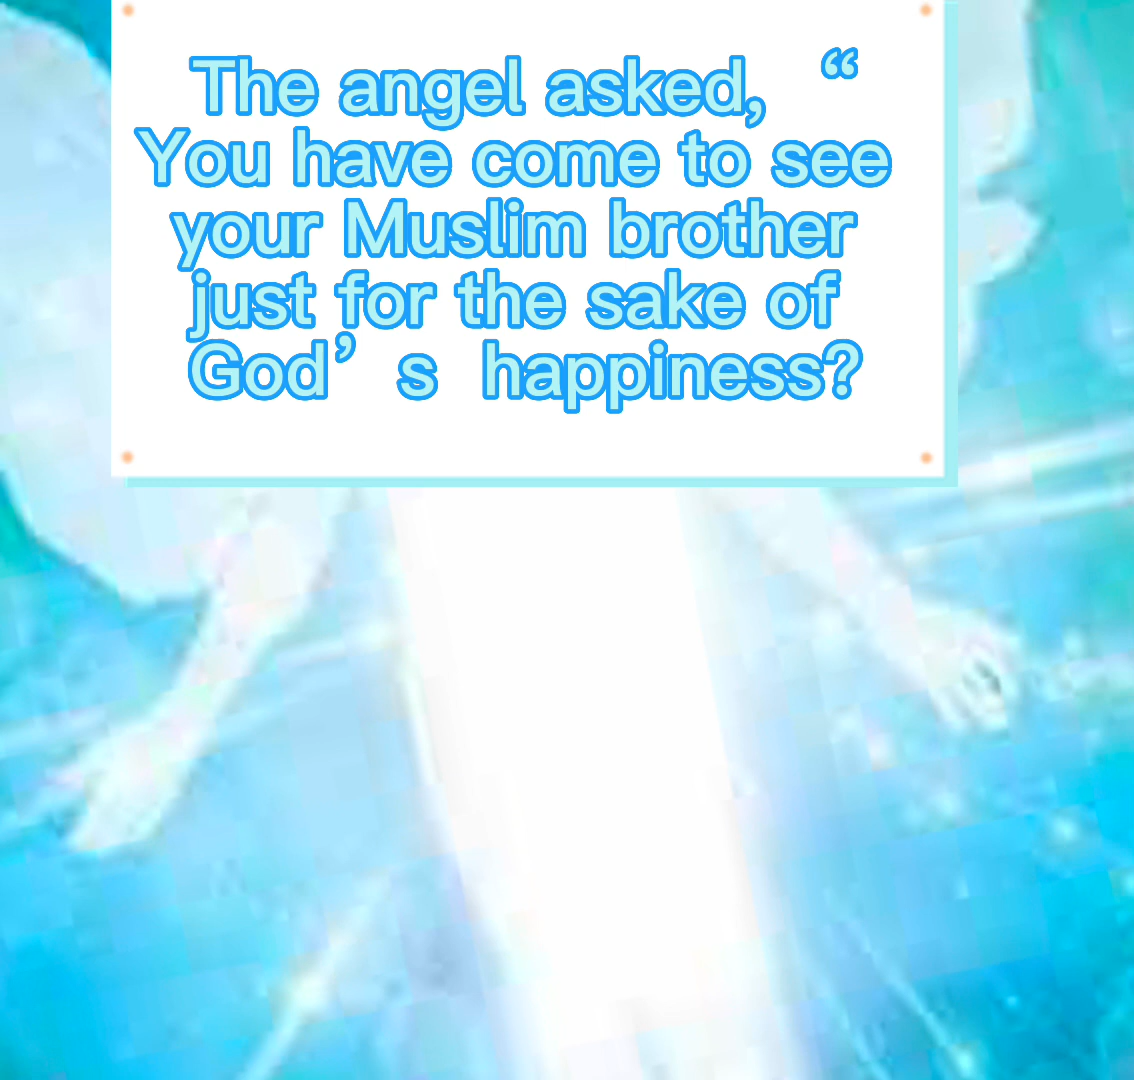 The angel asked, “
You have come to see
your Muslim brother
just for the sake of
God’s happiness?